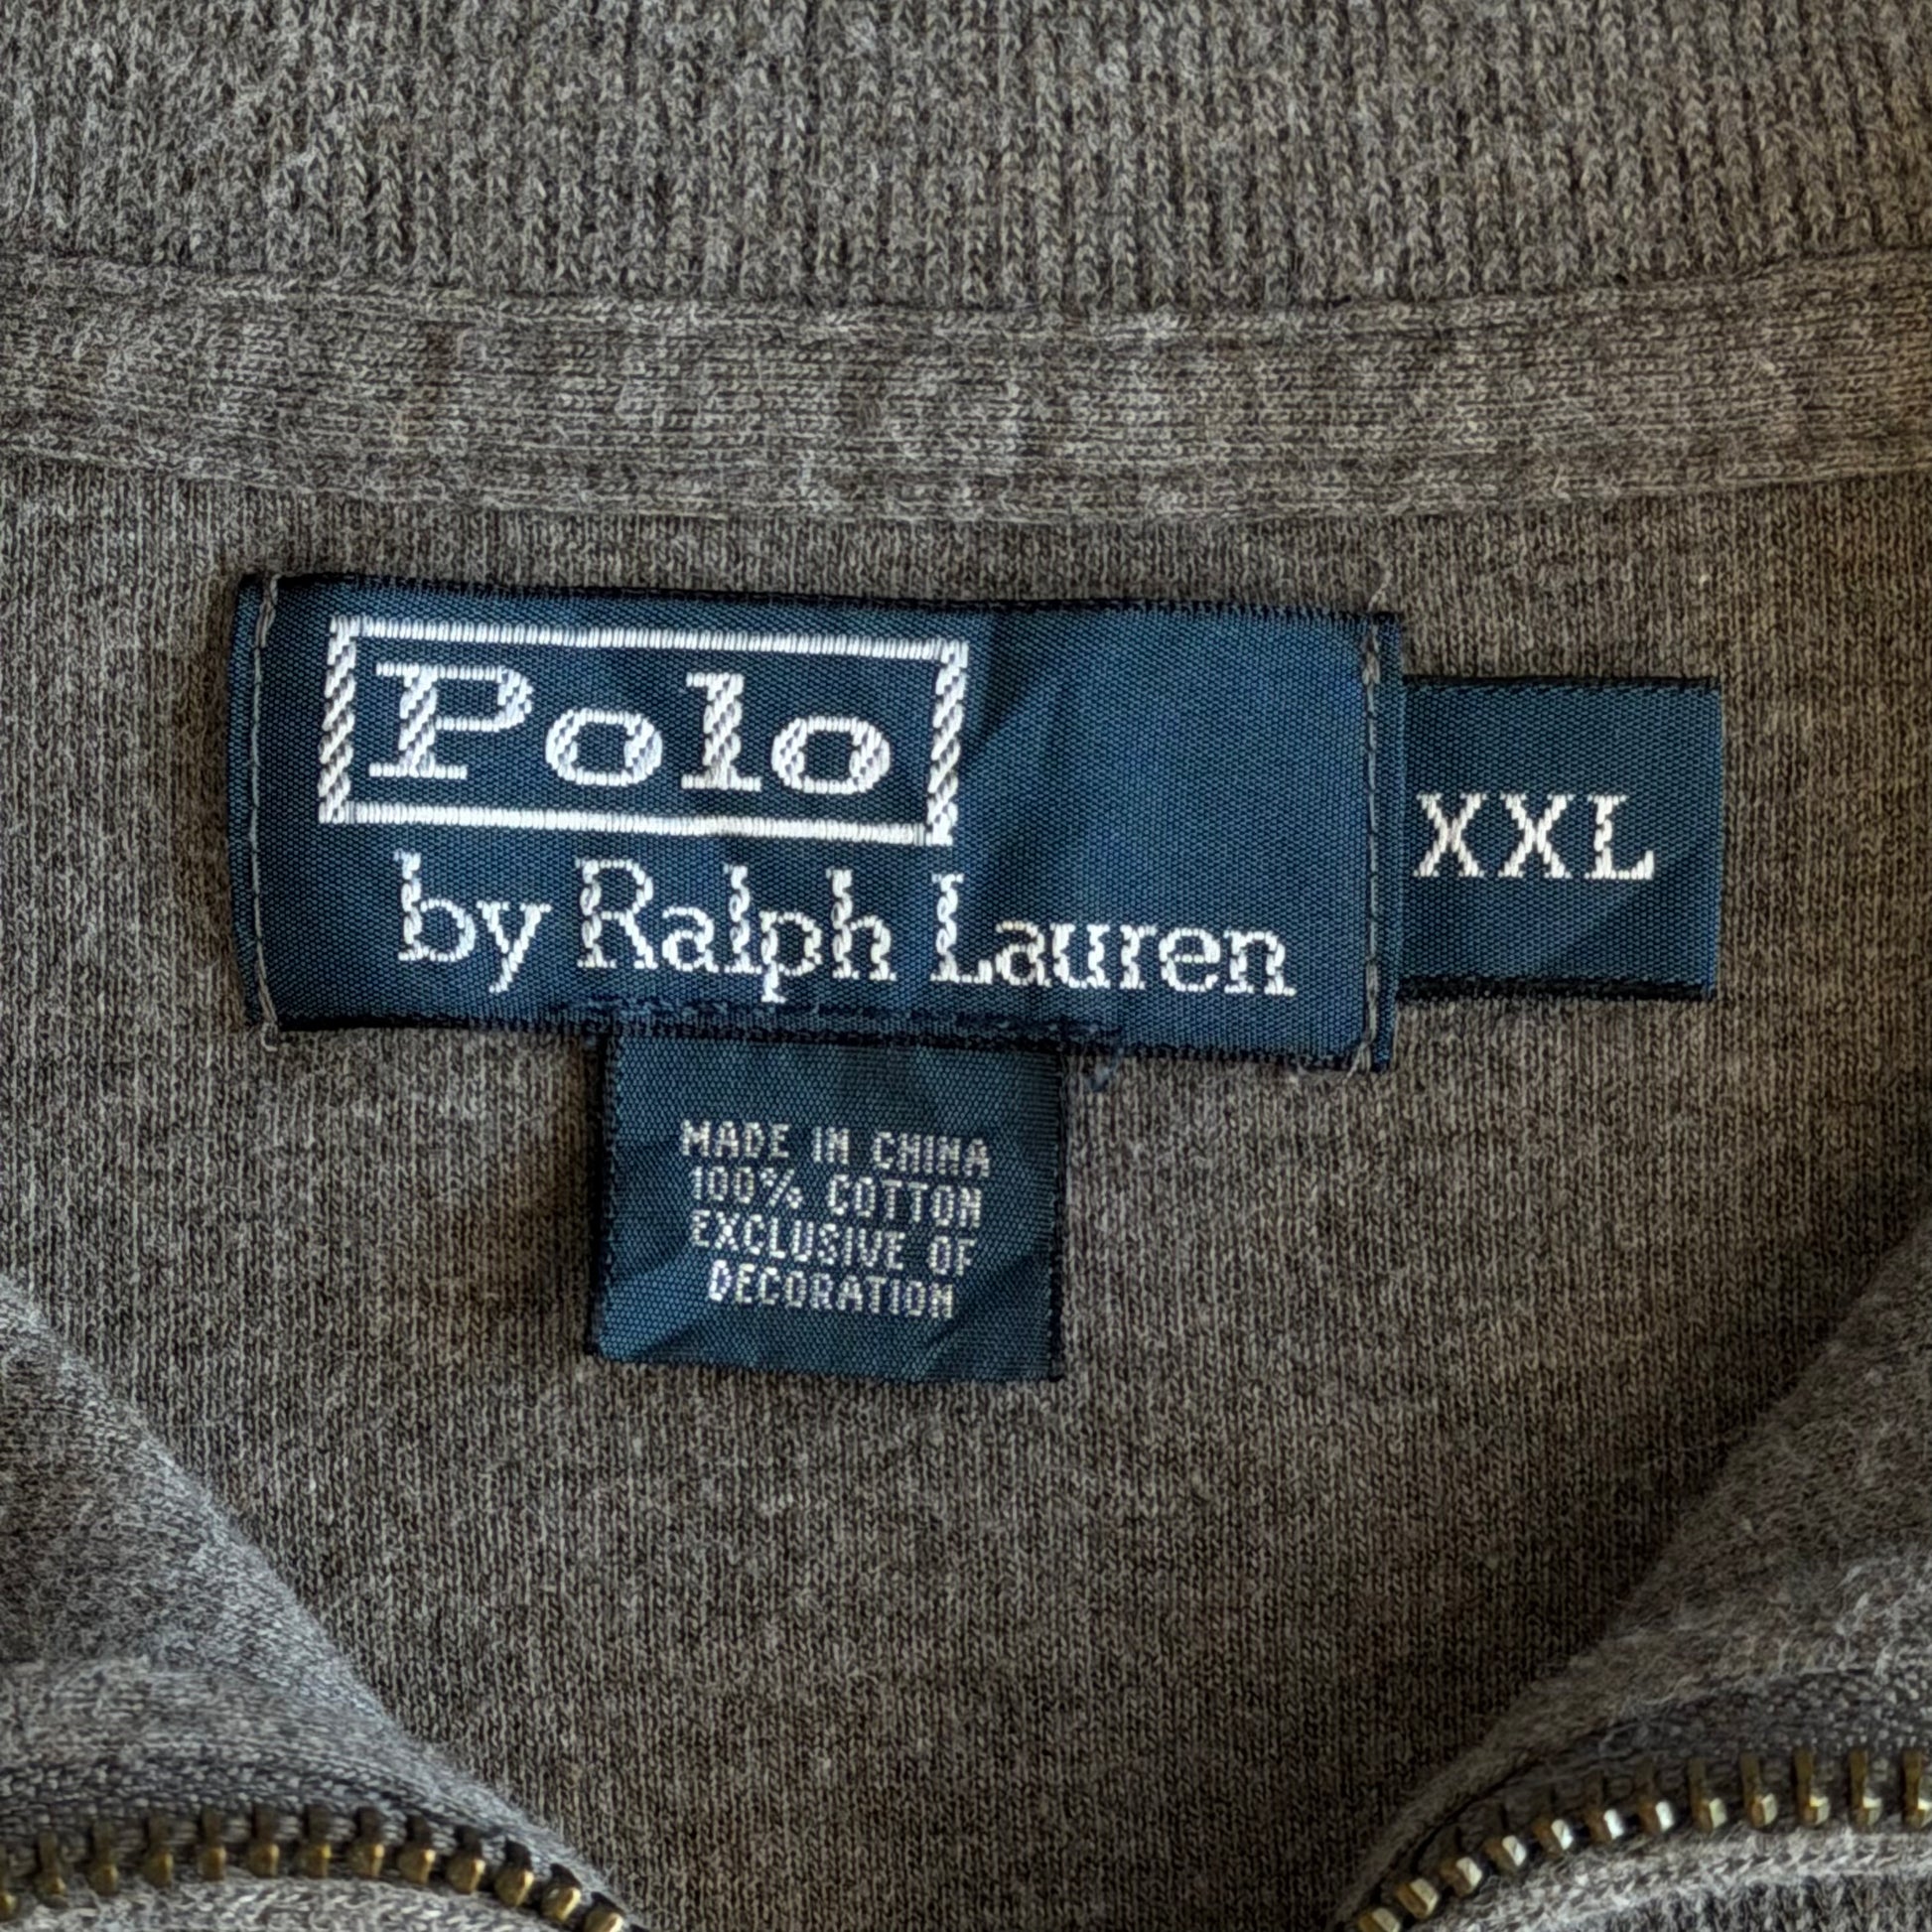 Polo
by Ralph Lauren
XXL
MADE IN CHINA
100% COTTON
EXCLUSIVE OF
DECORATION